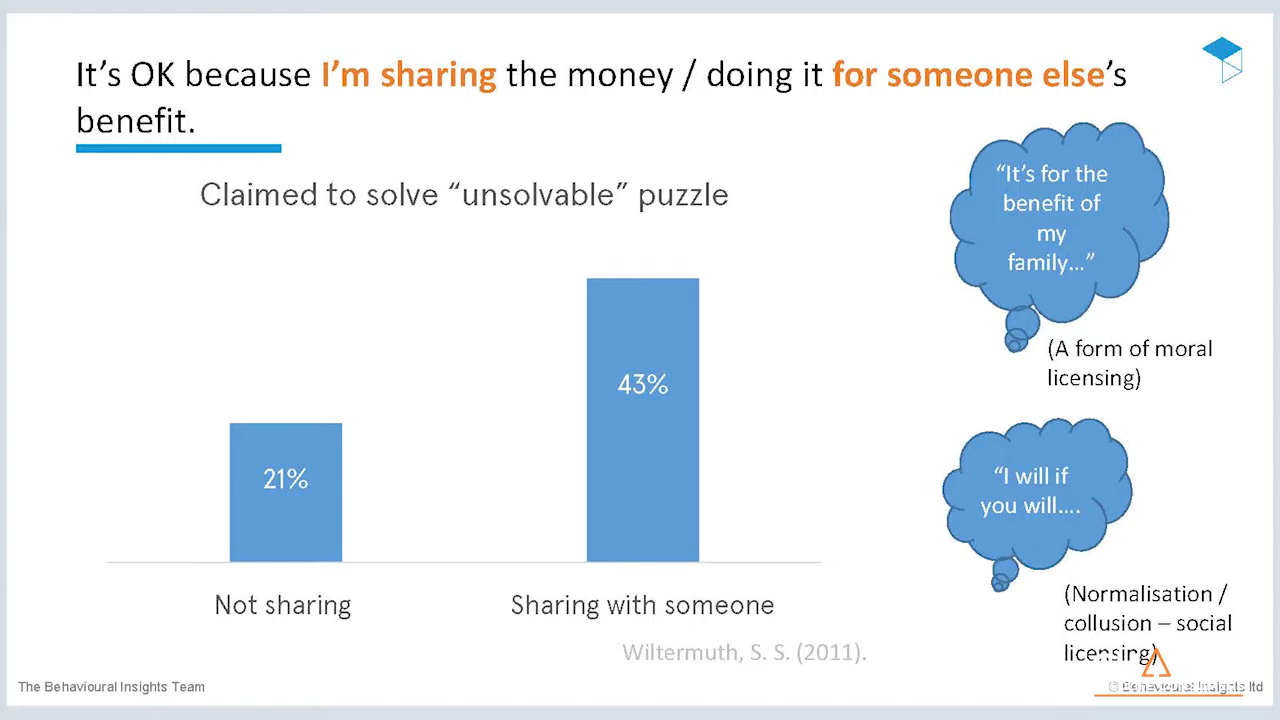 It's OK because I'm sharing the money / doing it for someone else's
benefit.
Claimed to solve “unsolvable” puzzle
21%
43%
Not sharing
Sharing with someone
Wiltermuth, S. S. (2011).
“It's for the
benefit of
my
family...”
(A form of moral
licensing)
“I will if
you will....
(Normalisation /
collusion – social
licensing)
The Behavioural Insights Team
© Behavioural Insights ltd